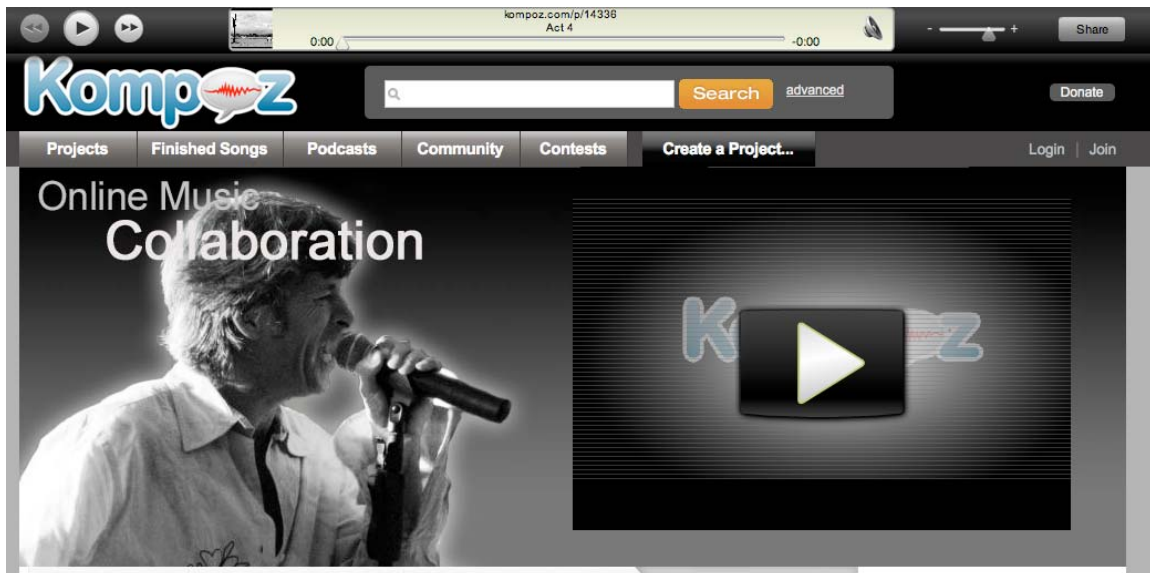 kompoz.com/p/14336
Act 4
0:00 -0:00
- +
Share
Kompoz
Search advanced
Donate
Projects Finished Songs Podcasts Community Contests Create a Project... Login | Join
Online Music
Collaboration